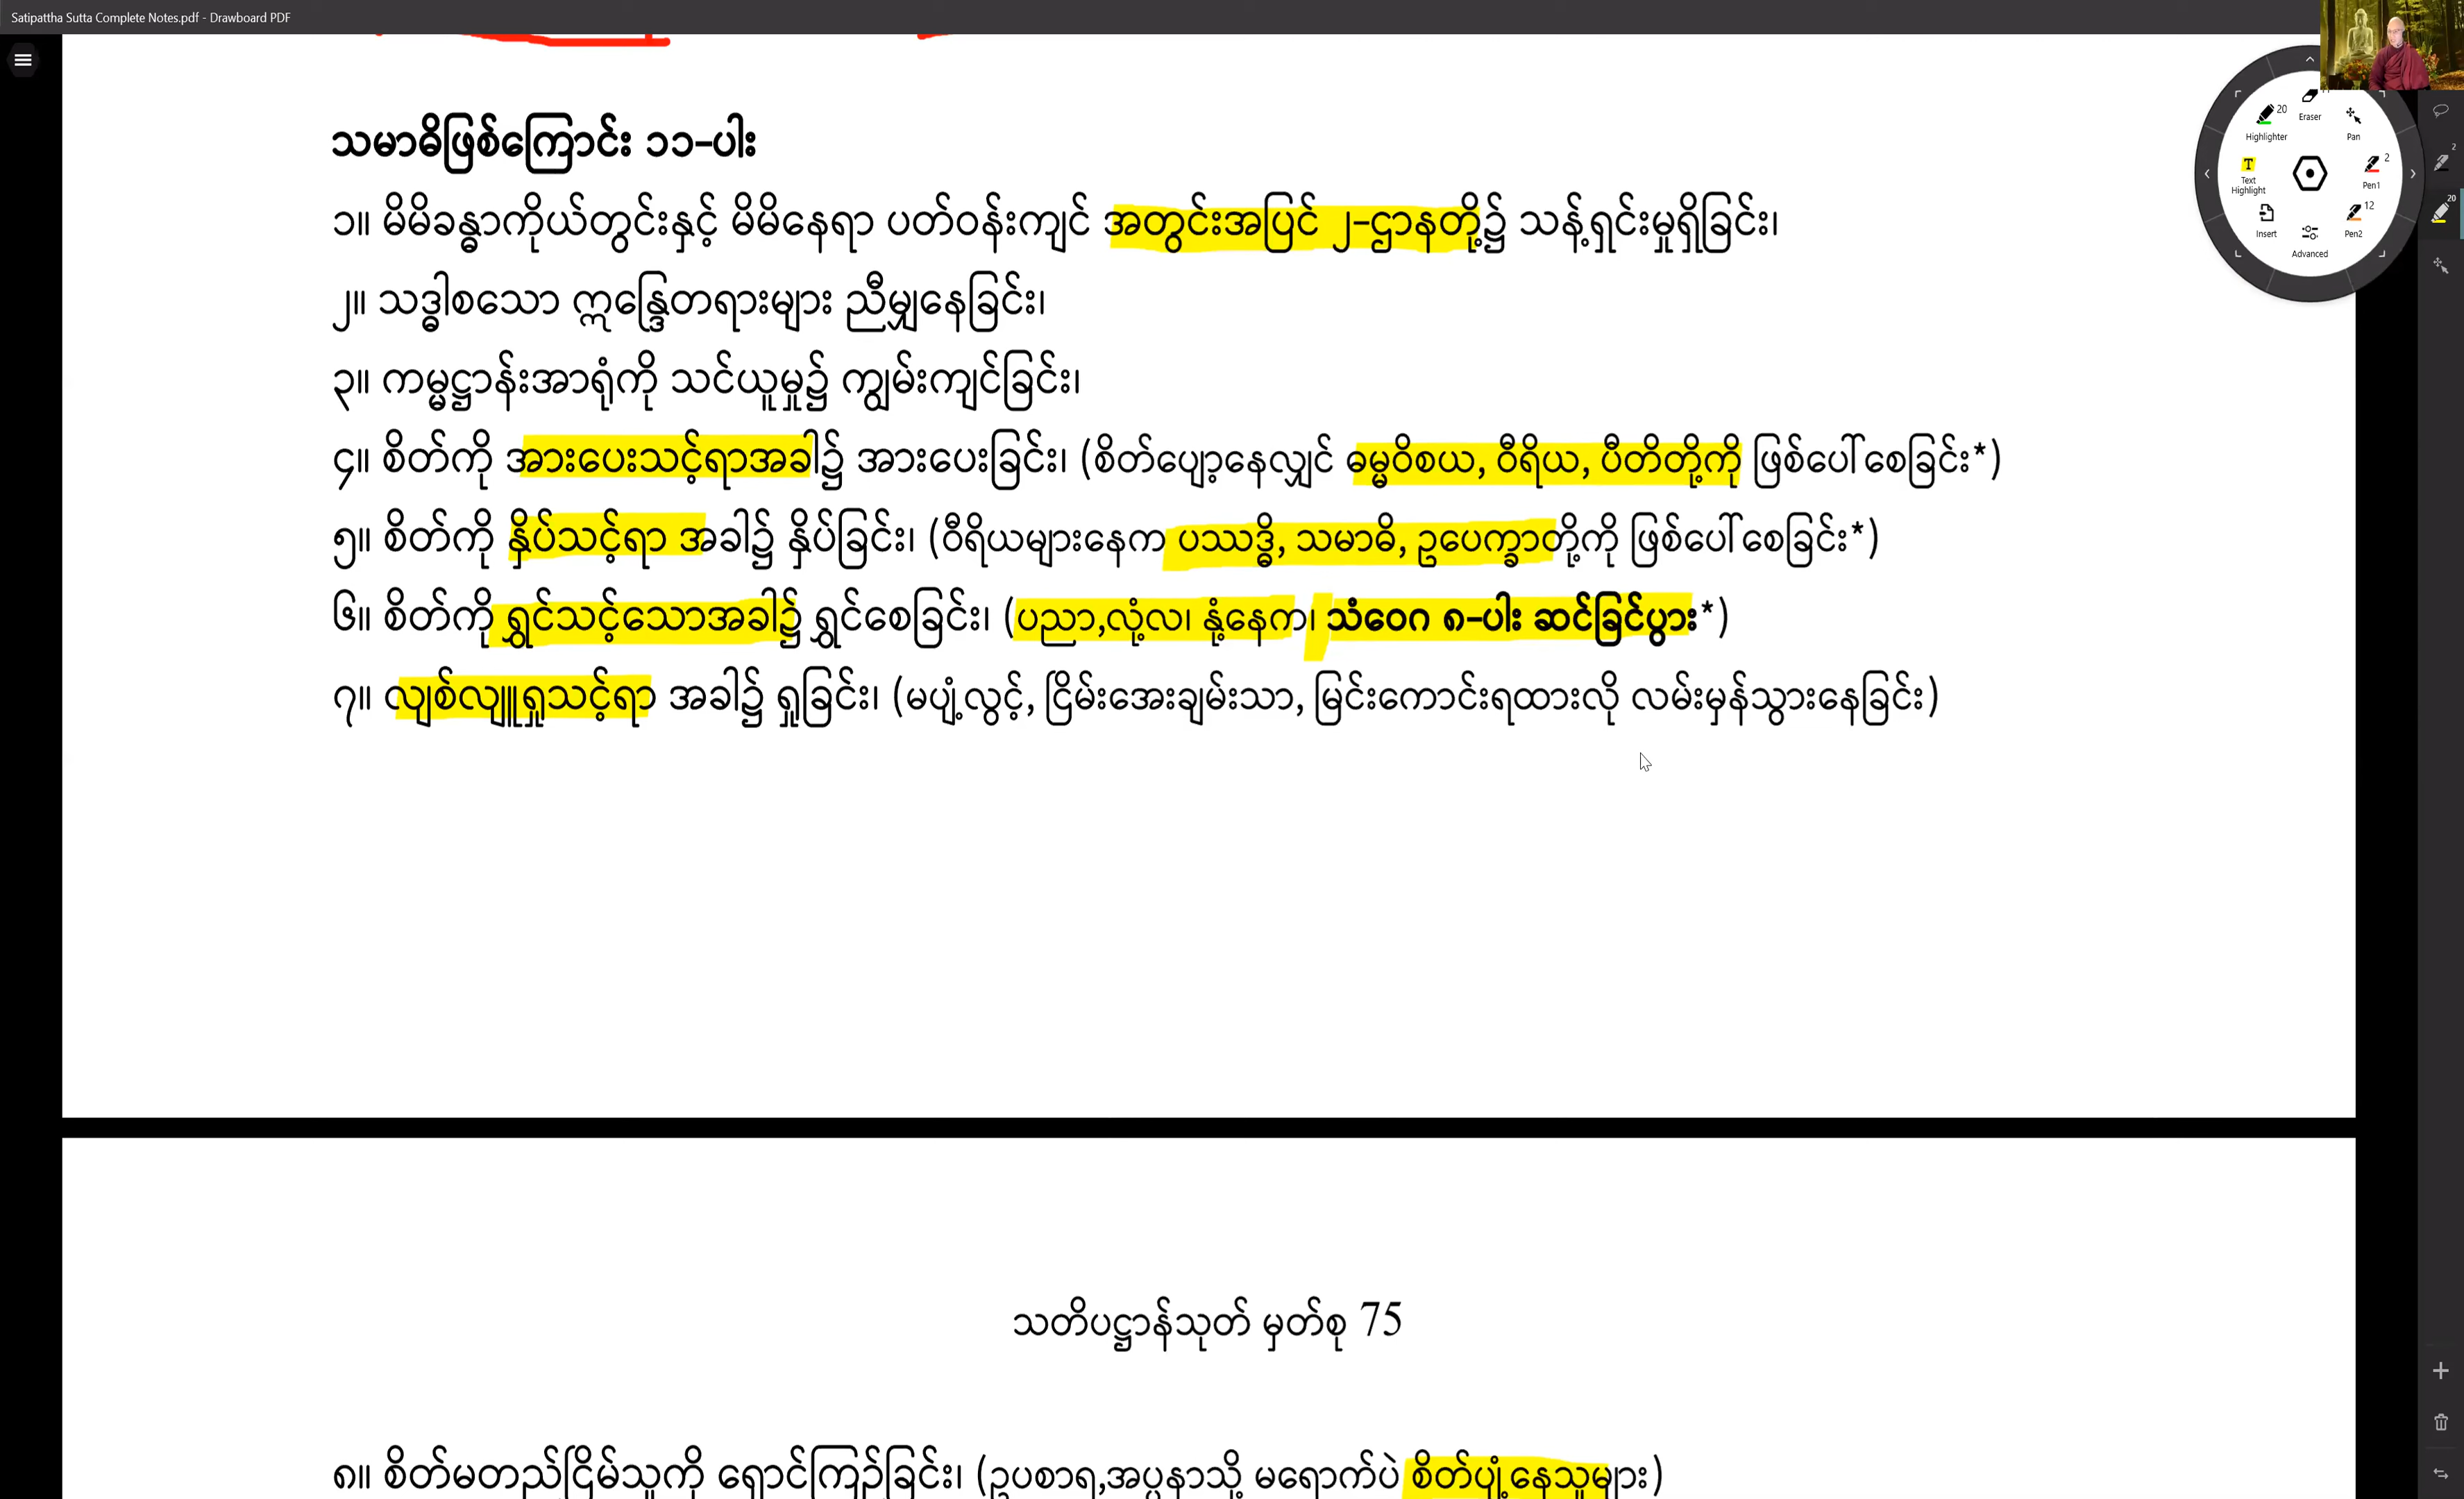 Satipattha Sutta Complete Notes.pdf - Drawboard PDF
သမာဓိဖြစ်ကြောင်း ၁၁–ပါး
၁။ မိမိခန္ဓာကိုယ်တွင်းနှင့် မိမိနေရာ ပတ်ဝန်းကျင် အတွင်းအပြင် ၂–ဌာနတို့၌ သန့်ရှင်းမှုရှိခြင်း၊
၂။ သဒ္ဓါစသော ဣန္ဒြေတရားများ ညီမျှနေခြင်း၊
၃။ ကမ္မဋ္ဌာန်းအာရုံကို သင်ယူမှု၌ ကျွမ်းကျင်ခြင်း၊
၄။ စိတ်ကို အားပေးသင့်ရာအခါ၌ အားပေးခြင်း၊ (စိတ်ပျော့နေလျှင် ဓမ္မဝိစယ, ဝီရိယ, ပီတိတို့ကို ဖြစ်ပေါ်စေခြင်း*)
၅။ စိတ်ကို နှိပ်သင့်ရာ အခါ၌ နှိပ်ခြင်း၊ (ဝီရိယများနေက ပဿဒ္ဓိ, သမာဓိ, ဥပေက္ခာတို့ကို ဖြစ်ပေါ်စေခြင်း*)
၆။ စိတ်ကို ရွှင်သင့်သောအခါ၌ ရွှင်စေခြင်း၊ (ပညာ,လုံ့လ၊ နုံ့နေက၊ သံဝေဂ ၈–ပါး ဆင်ခြင်ပွား*)
၇။ လျစ်လျူရှုသင့်ရာ အခါ၌ ရှုခြင်း၊ (မပျံ့လွင့်, ငြိမ်းအေးချမ်းသာ, မြင်းကောင်းရထားလို လမ်းမှန်သွားနေခြင်း)
သတိပဋ္ဌာန်သုတ် မှတ်စု 75
၈။ စိတ်မတည်ငြိမ်သူကို ရှောင်ကြဉ်ခြင်း၊ (ဥပစာရ,အပ္ပနာသို့ မရောက်ပဲ စိတ်ပျံ့နေသူများ)
Eraser
20
Highlighter
Pan
Text Highlight
2
Pen1
Insert
12
Pen2
Advanced
2
20